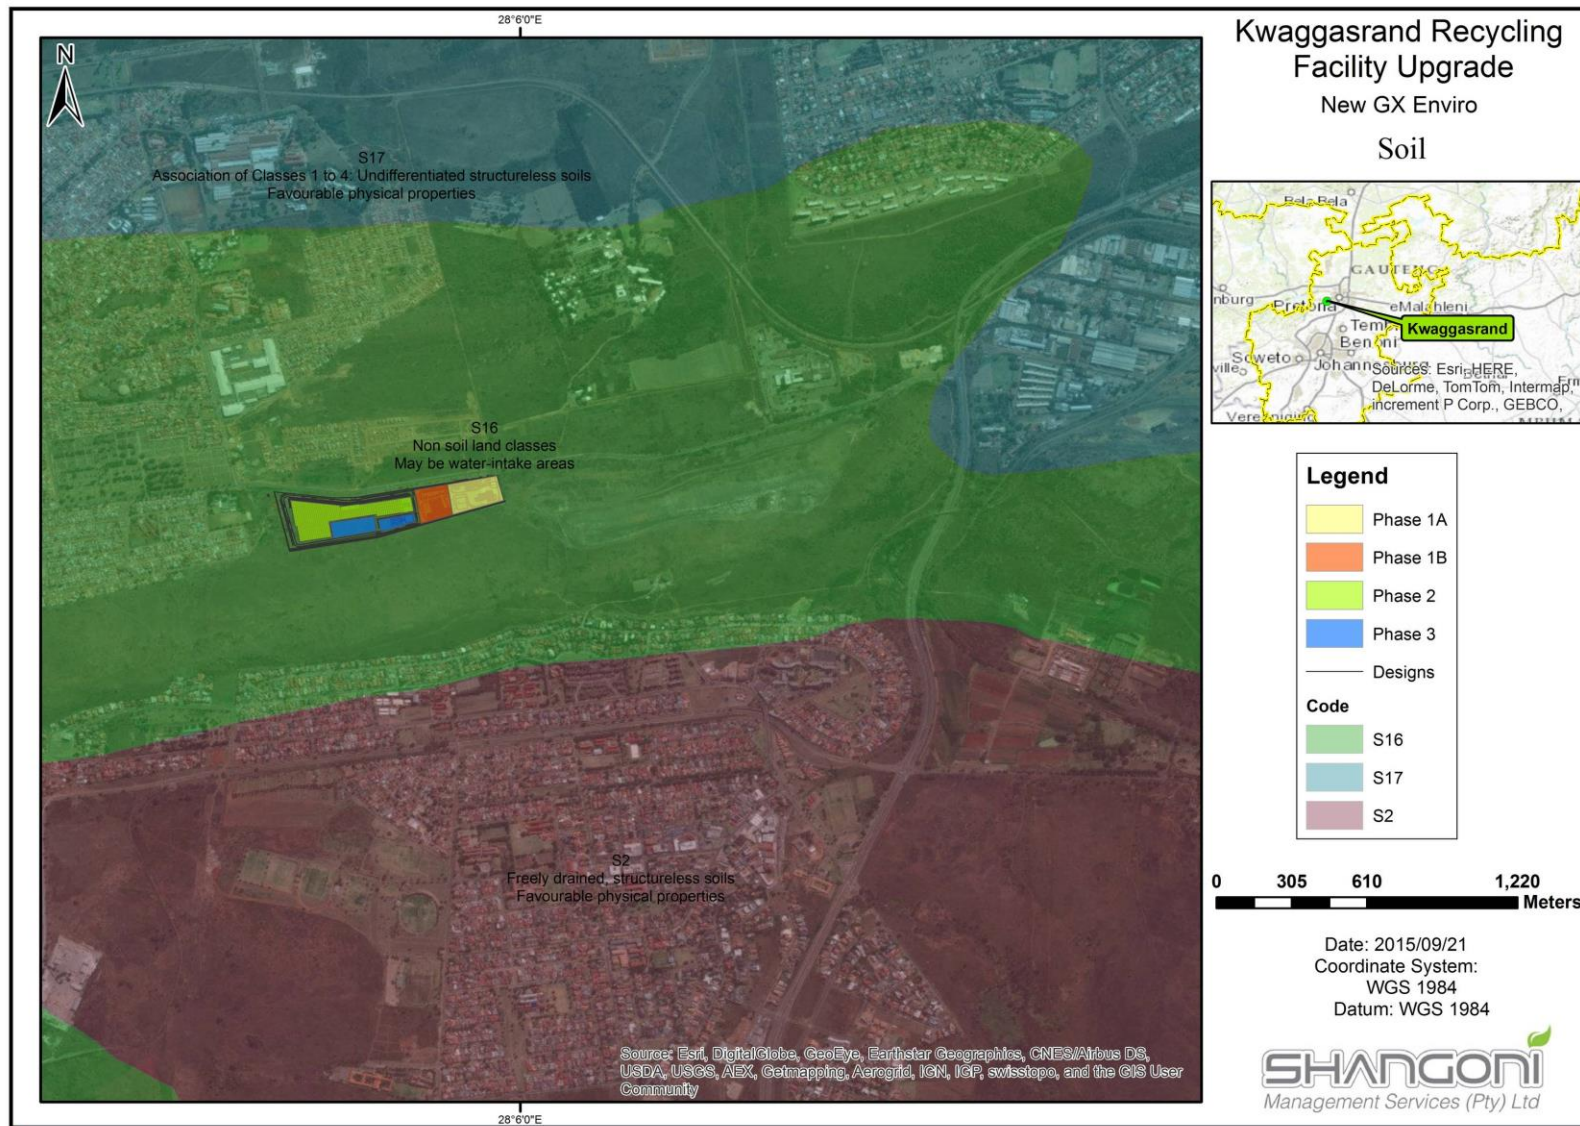 28°6'0"E
N
S17
Association of Classes 1 to 4: Undifferentiated structureless soils
Favourable physical properties
S16
Non soil land classes
May be water-intake areas
S2
Freely drained, structureless soils
Favourable physical properties
Source: Esri, DigitalGlobe, GeoEye, Earthstar Geographics, CNES/Airbus DS,
USDA, USGS, AEX, Getmapping, Aerogrid, IGN, IGP, swisstopo, and the GIS User
Community
28°6'0"E
Kwaggasrand Recycling
Facility Upgrade
New GX Enviro
Soil
Bela Bela
GAUTENG
nburg
Pretoria
eMalahleni
Kwaggasrand
Benoni
Soweto
ville
Sources: Esri, HERE,
DeLorme, TomTom, Intermap,
increment P Corp., GEBCO,
Legend
Phase 1A
Phase 1B
Phase 2
Phase 3
Designs
Code
S16
S17
S2
0 305 610 1,220
Meters
Date: 2015/09/21
Coordinate System:
WGS 1984
Datum: WGS 1984
SHANGONI
Management Services (Pty) Ltd